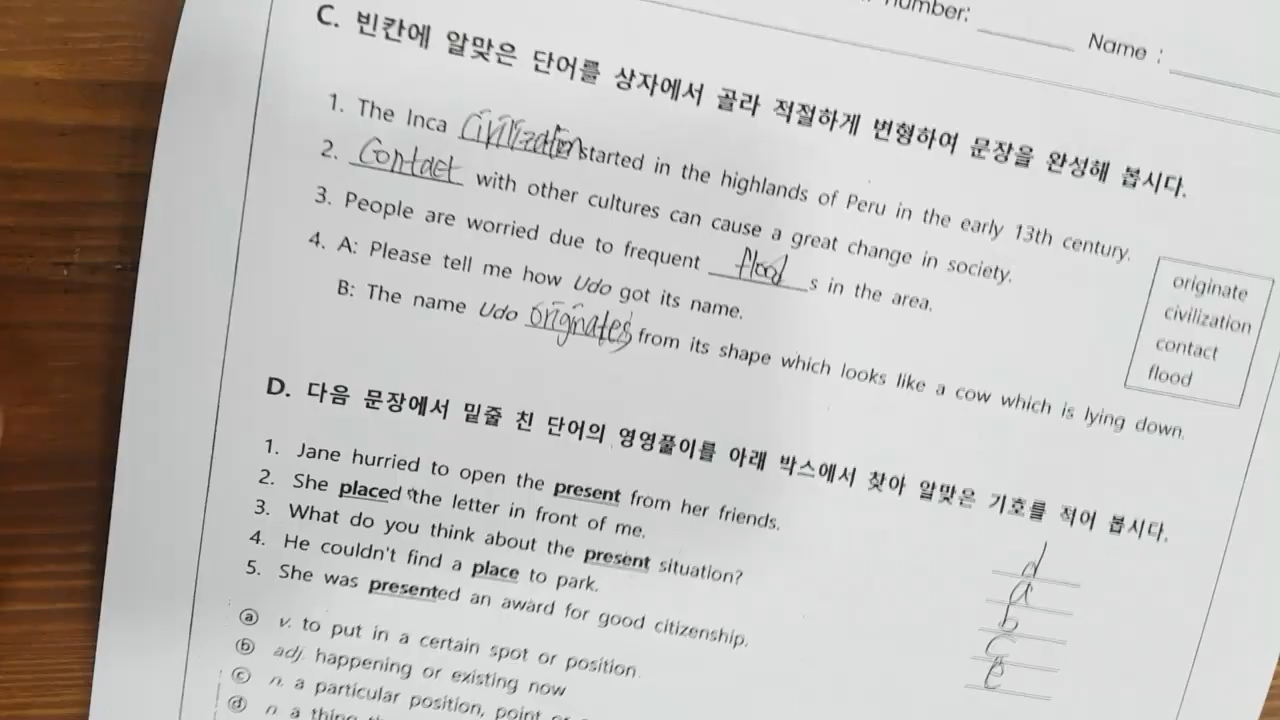 number: ______ Name : ______
C. 빈칸에 알맞은 단어를 상자에서 골라 적절하게 변형하여 문장을 완성해 봅시다.
1. The Inca Civilization started in the highlands of Peru in the early 13th century.
2. Contact with other cultures can cause a great change in society.
3. People are worried due to frequent flood s in the area.
4. A: Please tell me how Udo got its name.
B: The name Udo originates from its shape which looks like a cow which is lying down.
originate
civilization
contact
flood
D. 다음 문장에서 밑줄 친 단어의 영영풀이를 아래 박스에서 찾아 알맞은 기호를 적어 봅시다.
1. Jane hurried to open the present from her friends. d
2. She placed the letter in front of me. a
3. What do you think about the present situation? b
4. He couldn't find a place to park. c
5. She was presented an award for good citizenship. e
ⓐ v. to put in a certain spot or position
ⓑ adj. happening or existing now
ⓒ n. a particular position, point
ⓓ n. a thing